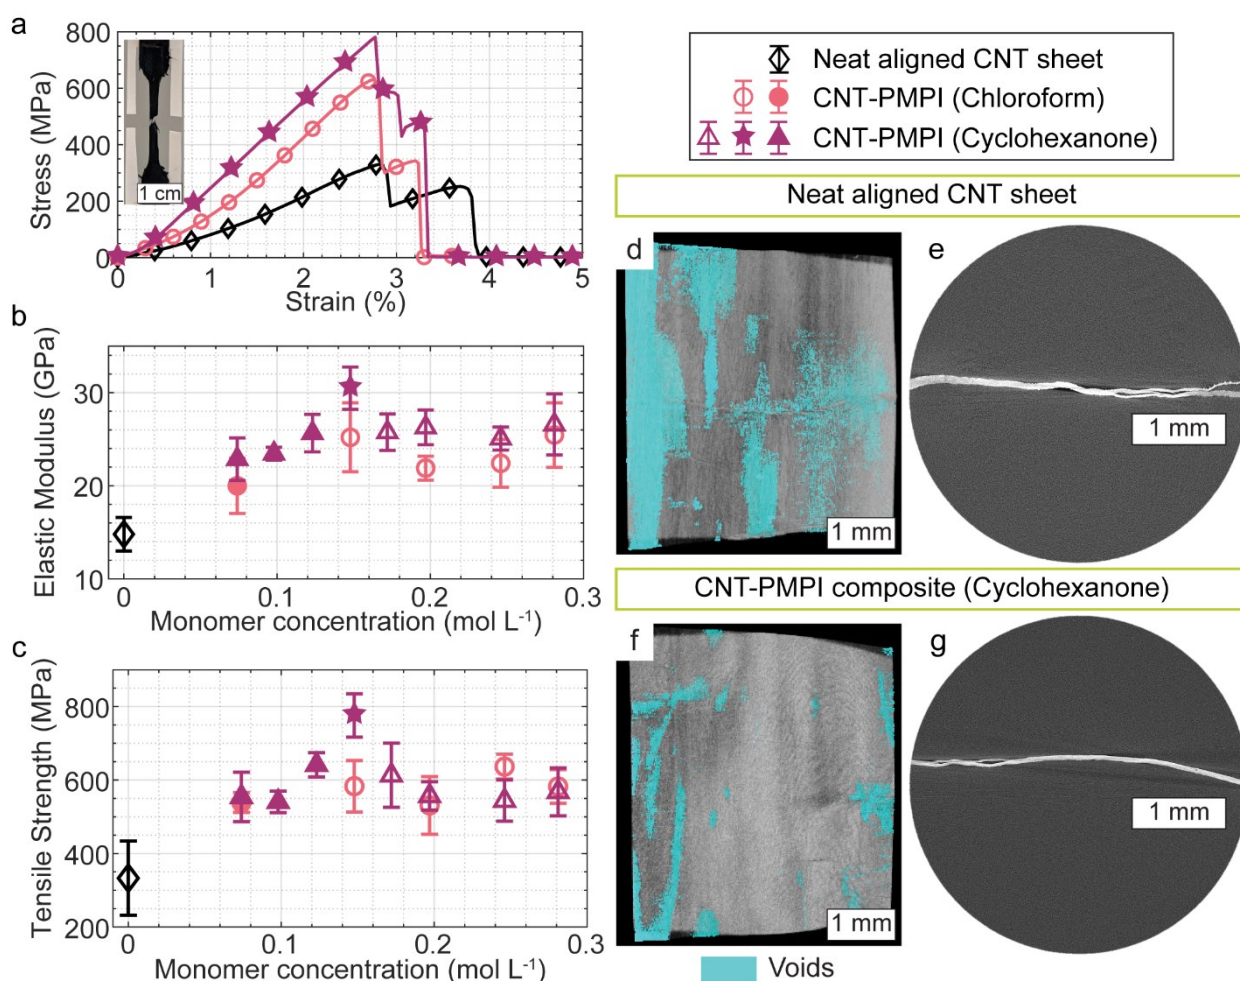 a
800
600
400
200
0
Stress (MPa)
1 cm
0 1 2 3 4 5
Strain (%)
Neat aligned CNT sheet
CNT-PMPI (Chloroform)
CNT-PMPI (Cyclohexanone)
b
30
20
10
Elastic Modulus (GPa)
0 0.1 0.2 0.3
Monomer concentration (mol L⁻¹)
c
800
600
400
200
Tensile Strength (MPa)
0 0.1 0.2 0.3
Monomer concentration (mol L⁻¹)
Neat aligned CNT sheet
d
1 mm
e
1 mm
CNT-PMPI composite (Cyclohexanone)
f
1 mm
g
1 mm
Voids